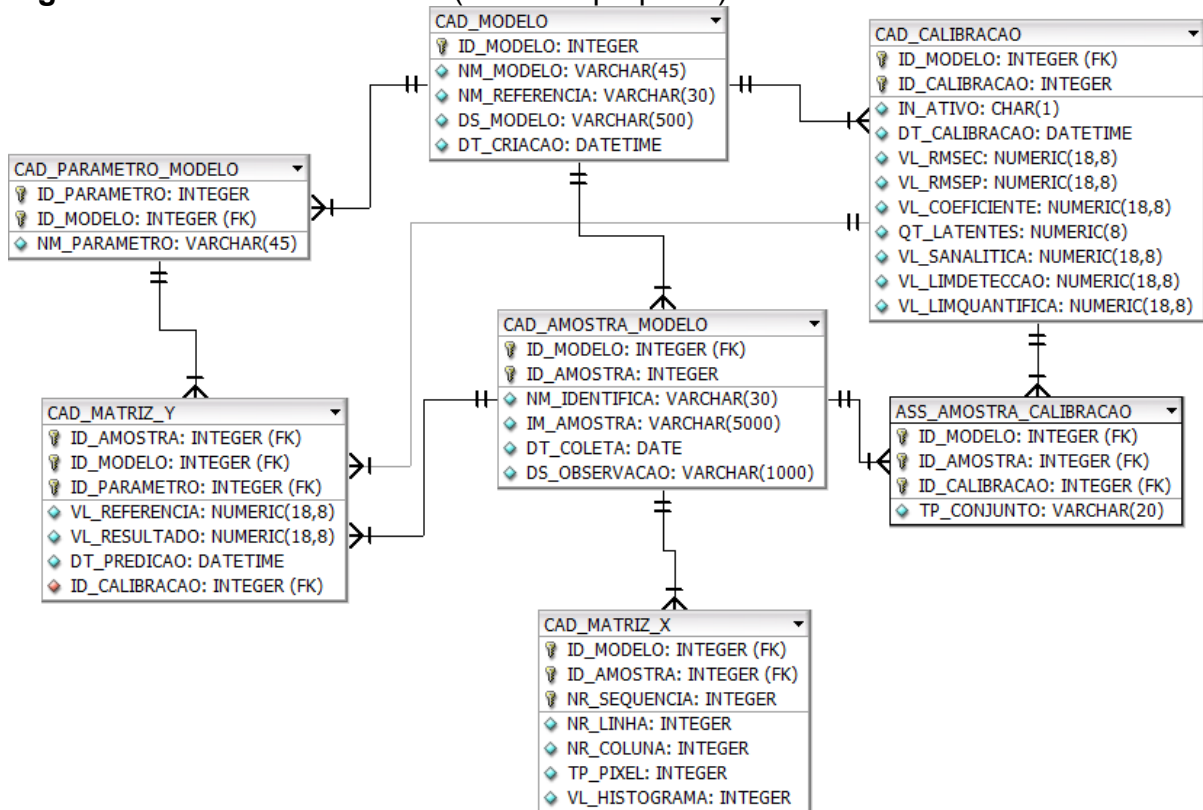 CAD_MODELO
ID_MODELO: INTEGER
NM_MODELO: VARCHAR(45)
NM_REFERENCIA: VARCHAR(30)
DS_MODELO: VARCHAR(500)
DT_CRIACAO: DATETIME
CAD_CALIBRACAO
ID_MODELO: INTEGER (FK)
ID_CALIBRACAO: INTEGER
IN_ATIVO: CHAR(1)
DT_CALIBRACAO: DATETIME
VL_RMSEC: NUMERIC(18,8)
VL_RMSEP: NUMERIC(18,8)
VL_COEFICIENTE: NUMERIC(18,8)
QT_LATENTES: NUMERIC(8)
VL_SANALITICA: NUMERIC(18,8)
VL_LIMDETECCAO: NUMERIC(18,8)
VL_LIMQUANTIFICA: NUMERIC(18,8)
CAD_PARAMETRO_MODELO
ID_PARAMETRO: INTEGER
ID_MODELO: INTEGER (FK)
NM_PARAMETRO: VARCHAR(45)
CAD_AMOSTRA_MODELO
ID_MODELO: INTEGER (FK)
ID_AMOSTRA: INTEGER
NM_IDENTIFICA: VARCHAR(30)
IM_AMOSTRA: VARCHAR(5000)
DT_COLETA: DATE
DS_OBSERVACAO: VARCHAR(1000)
CAD_MATRIZ_Y
ID_AMOSTRA: INTEGER (FK)
ID_MODELO: INTEGER (FK)
ID_PARAMETRO: INTEGER (FK)
VL_REFERENCIA: NUMERIC(18,8)
VL_RESULTADO: NUMERIC(18,8)
DT_PREDICAO: DATETIME
ID_CALIBRACAO: INTEGER (FK)
ASS_AMOSTRA_CALIBRACAO
ID_MODELO: INTEGER (FK)
ID_AMOSTRA: INTEGER (FK)
ID_CALIBRACAO: INTEGER (FK)
TP_CONJUNTO: VARCHAR(20)
CAD_MATRIZ_X
ID_MODELO: INTEGER (FK)
ID_AMOSTRA: INTEGER (FK)
NR_SEQUENCIA: INTEGER
NR_LINHA: INTEGER
NR_COLUNA: INTEGER
TP_PIXEL: INTEGER
VL_HISTOGRAMA: INTEGER